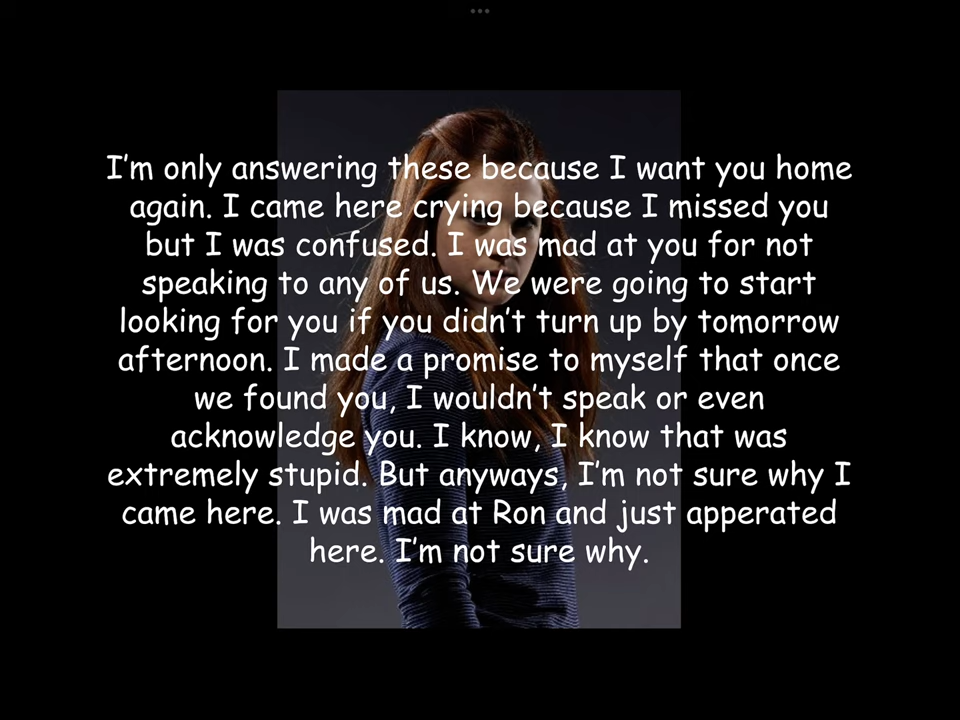 I'm only answering these because I want you home
again. I came here crying because I missed you
but I was confused. I was mad at you for not
speaking to any of us. We were going to start
looking for you if you didn't turn up by tomorrow
afternoon. I made a promise to myself that once
we found you, I wouldn't speak or even
acknowledge you. I know, I know that was
extremely stupid. But anyways, I'm not sure why I
came here. I was mad at Ron and just apperated
here. I'm not sure why.